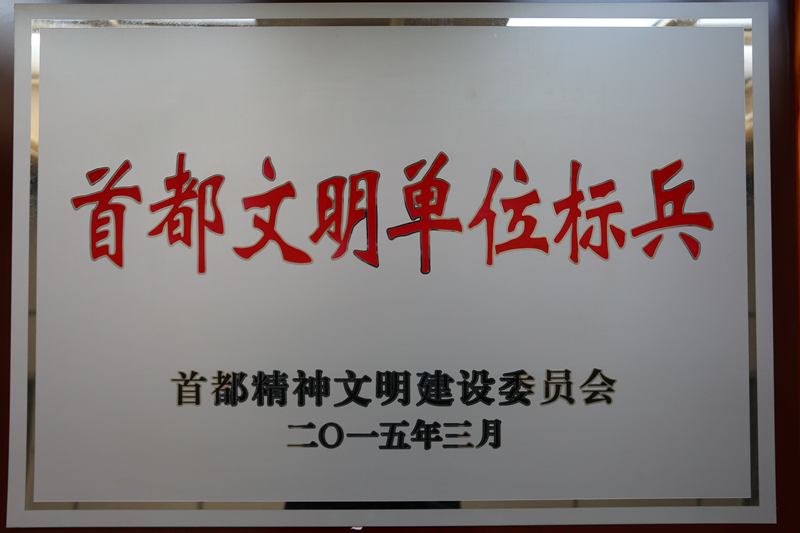 首都文明单位标兵
首都精神文明建设委员会
二〇一五年三月